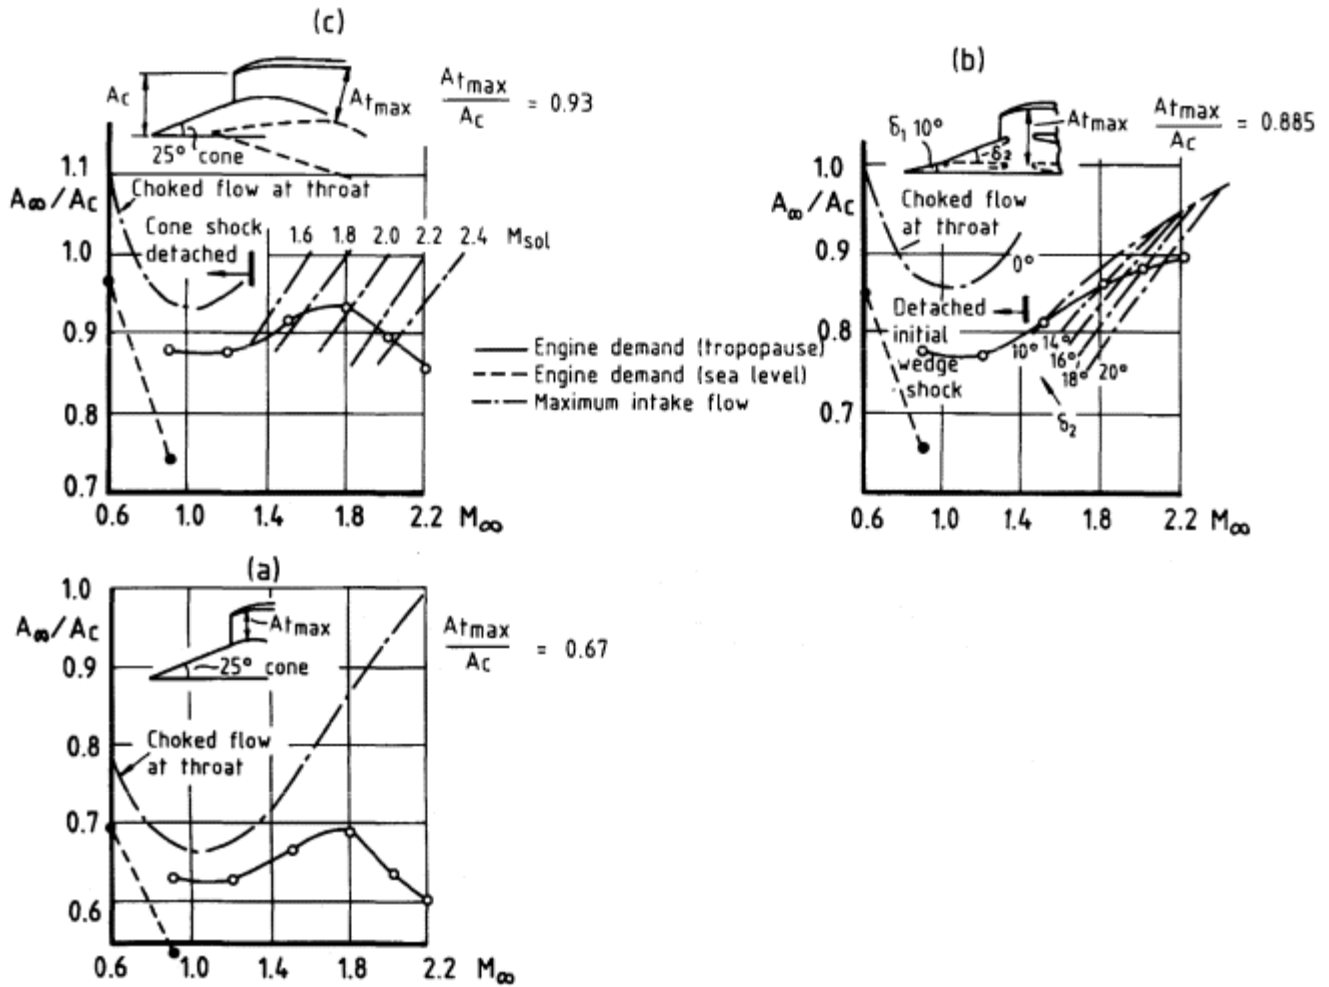 (c)
Ac
25° cone
Atmax
Atmax
Ac
= 0.93
A∞/Ac
1.1
1.0
0.9
0.8
0.7
Choked flow at throat
Cone shock
detached
1.6 1.8 2.0 2.2 2.4 Msol
0.6 1.0 1.4 1.8 2.2 M∞
Engine demand (tropopause)
Engine demand (sea level)
Maximum intake flow
(b)
δ1 10°
δ2
Atmax
Atmax
Ac
= 0.885
A∞/Ac
1.0
0.9
0.8
0.7
Choked flow
at throat
0°
Detached
initial
wedge
shock
10° 14°
16°
18° 20°
δ2
0.6 1.0 1.4 1.8 2.2 M∞
(a)
Atmax
25° cone
Atmax
Ac
= 0.67
A∞/Ac
1.0
0.9
0.8
0.7
0.6
Choked flow
at throat
0.6 1.0 1.4 1.8 2.2 M∞